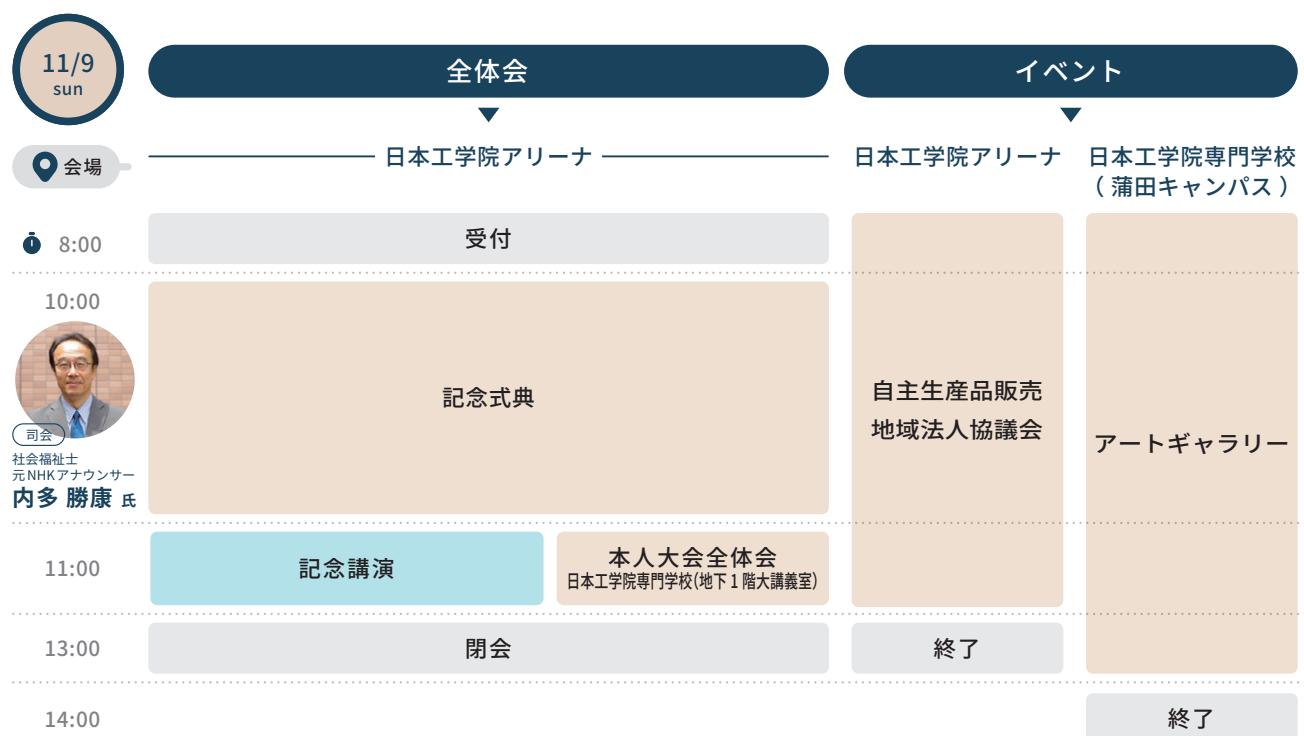 11/9
sun
全体会
イベント
会場
日本工学院アリーナ
日本工学院アリーナ
日本工学院専門学校
（ 蒲田キャンパス ）
8:00
受付
10:00
記念式典
自主生産品販売
地域法人協議会
アートギャラリー
司会
社会福祉士
元NHKアナウンサー
内多 勝康 氏
11:00
記念講演
本人大会全体会
日本工学院専門学校(地下1階大講義室)
13:00
閉会
終了
14:00
終了